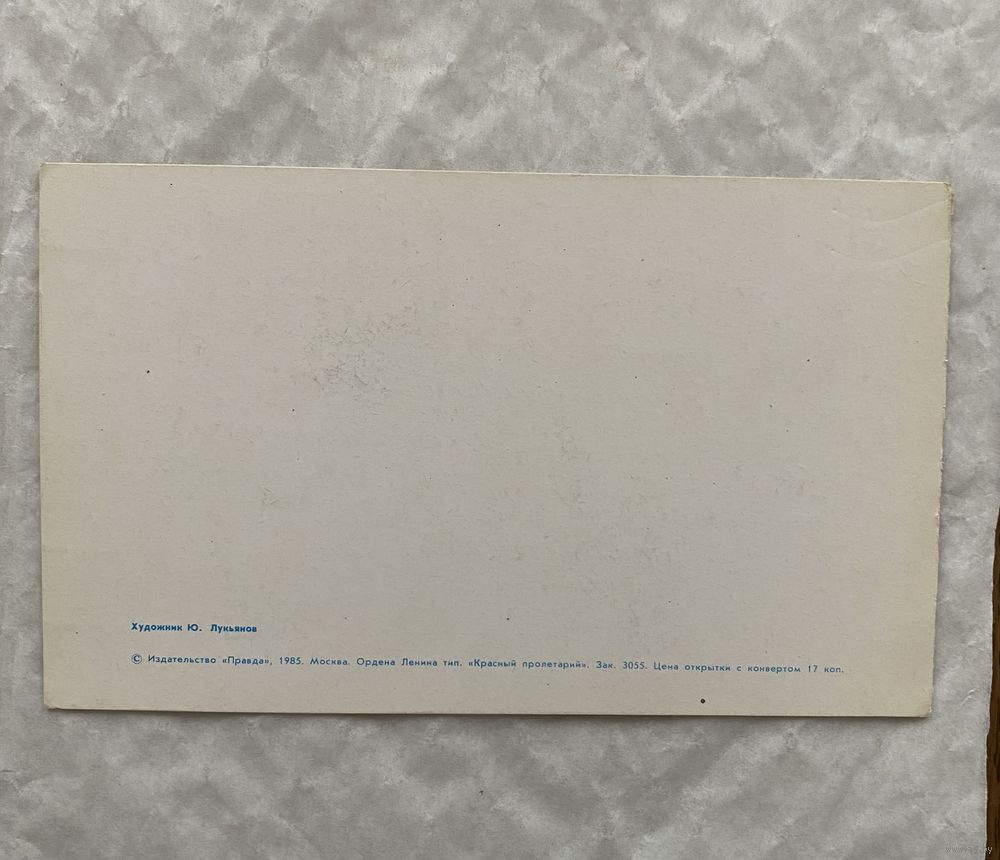 Художник Ю. Лукьянов
© Издательство «Правда», 1985. Москва. Ордена Ленина тип. «Красный пролетарий». Зак. 3055. Цена открытки с конвертом 17 коп.